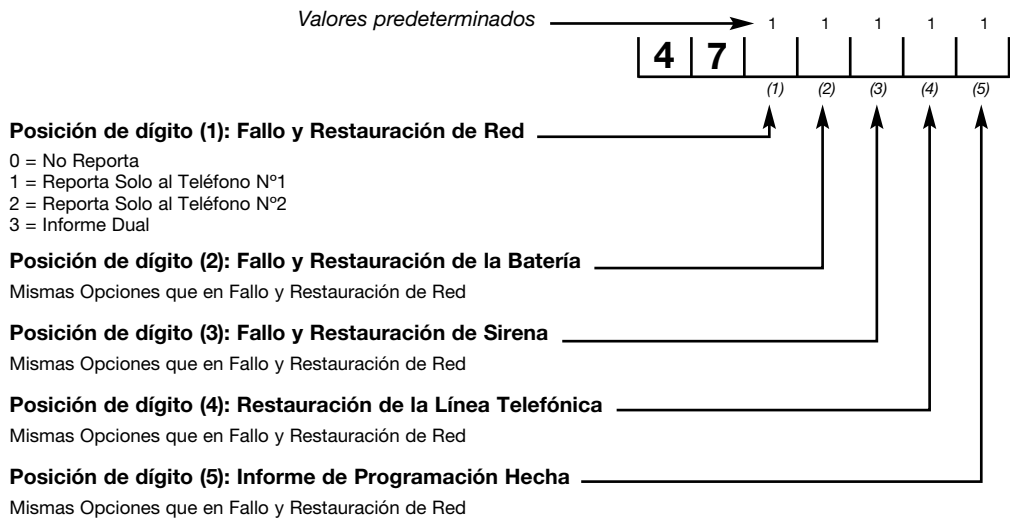 Valores predeterminados 1 1 1 1 1
4 7
(1) (2) (3) (4) (5)
Posición de dígito (1): Fallo y Restauración de Red
0 = No Reporta
1 = Reporta Solo al Teléfono Nº1
2 = Reporta Solo al Teléfono Nº2
3 = Informe Dual
Posición de dígito (2): Fallo y Restauración de la Batería
Mismas Opciones que en Fallo y Restauración de Red
Posición de dígito (3): Fallo y Restauración de Sirena
Mismas Opciones que en Fallo y Restauración de Red
Posición de dígito (4): Restauración de la Línea Telefónica
Mismas Opciones que en Fallo y Restauración de Red
Posición de dígito (5): Informe de Programación Hecha
Mismas Opciones que en Fallo y Restauración de Red